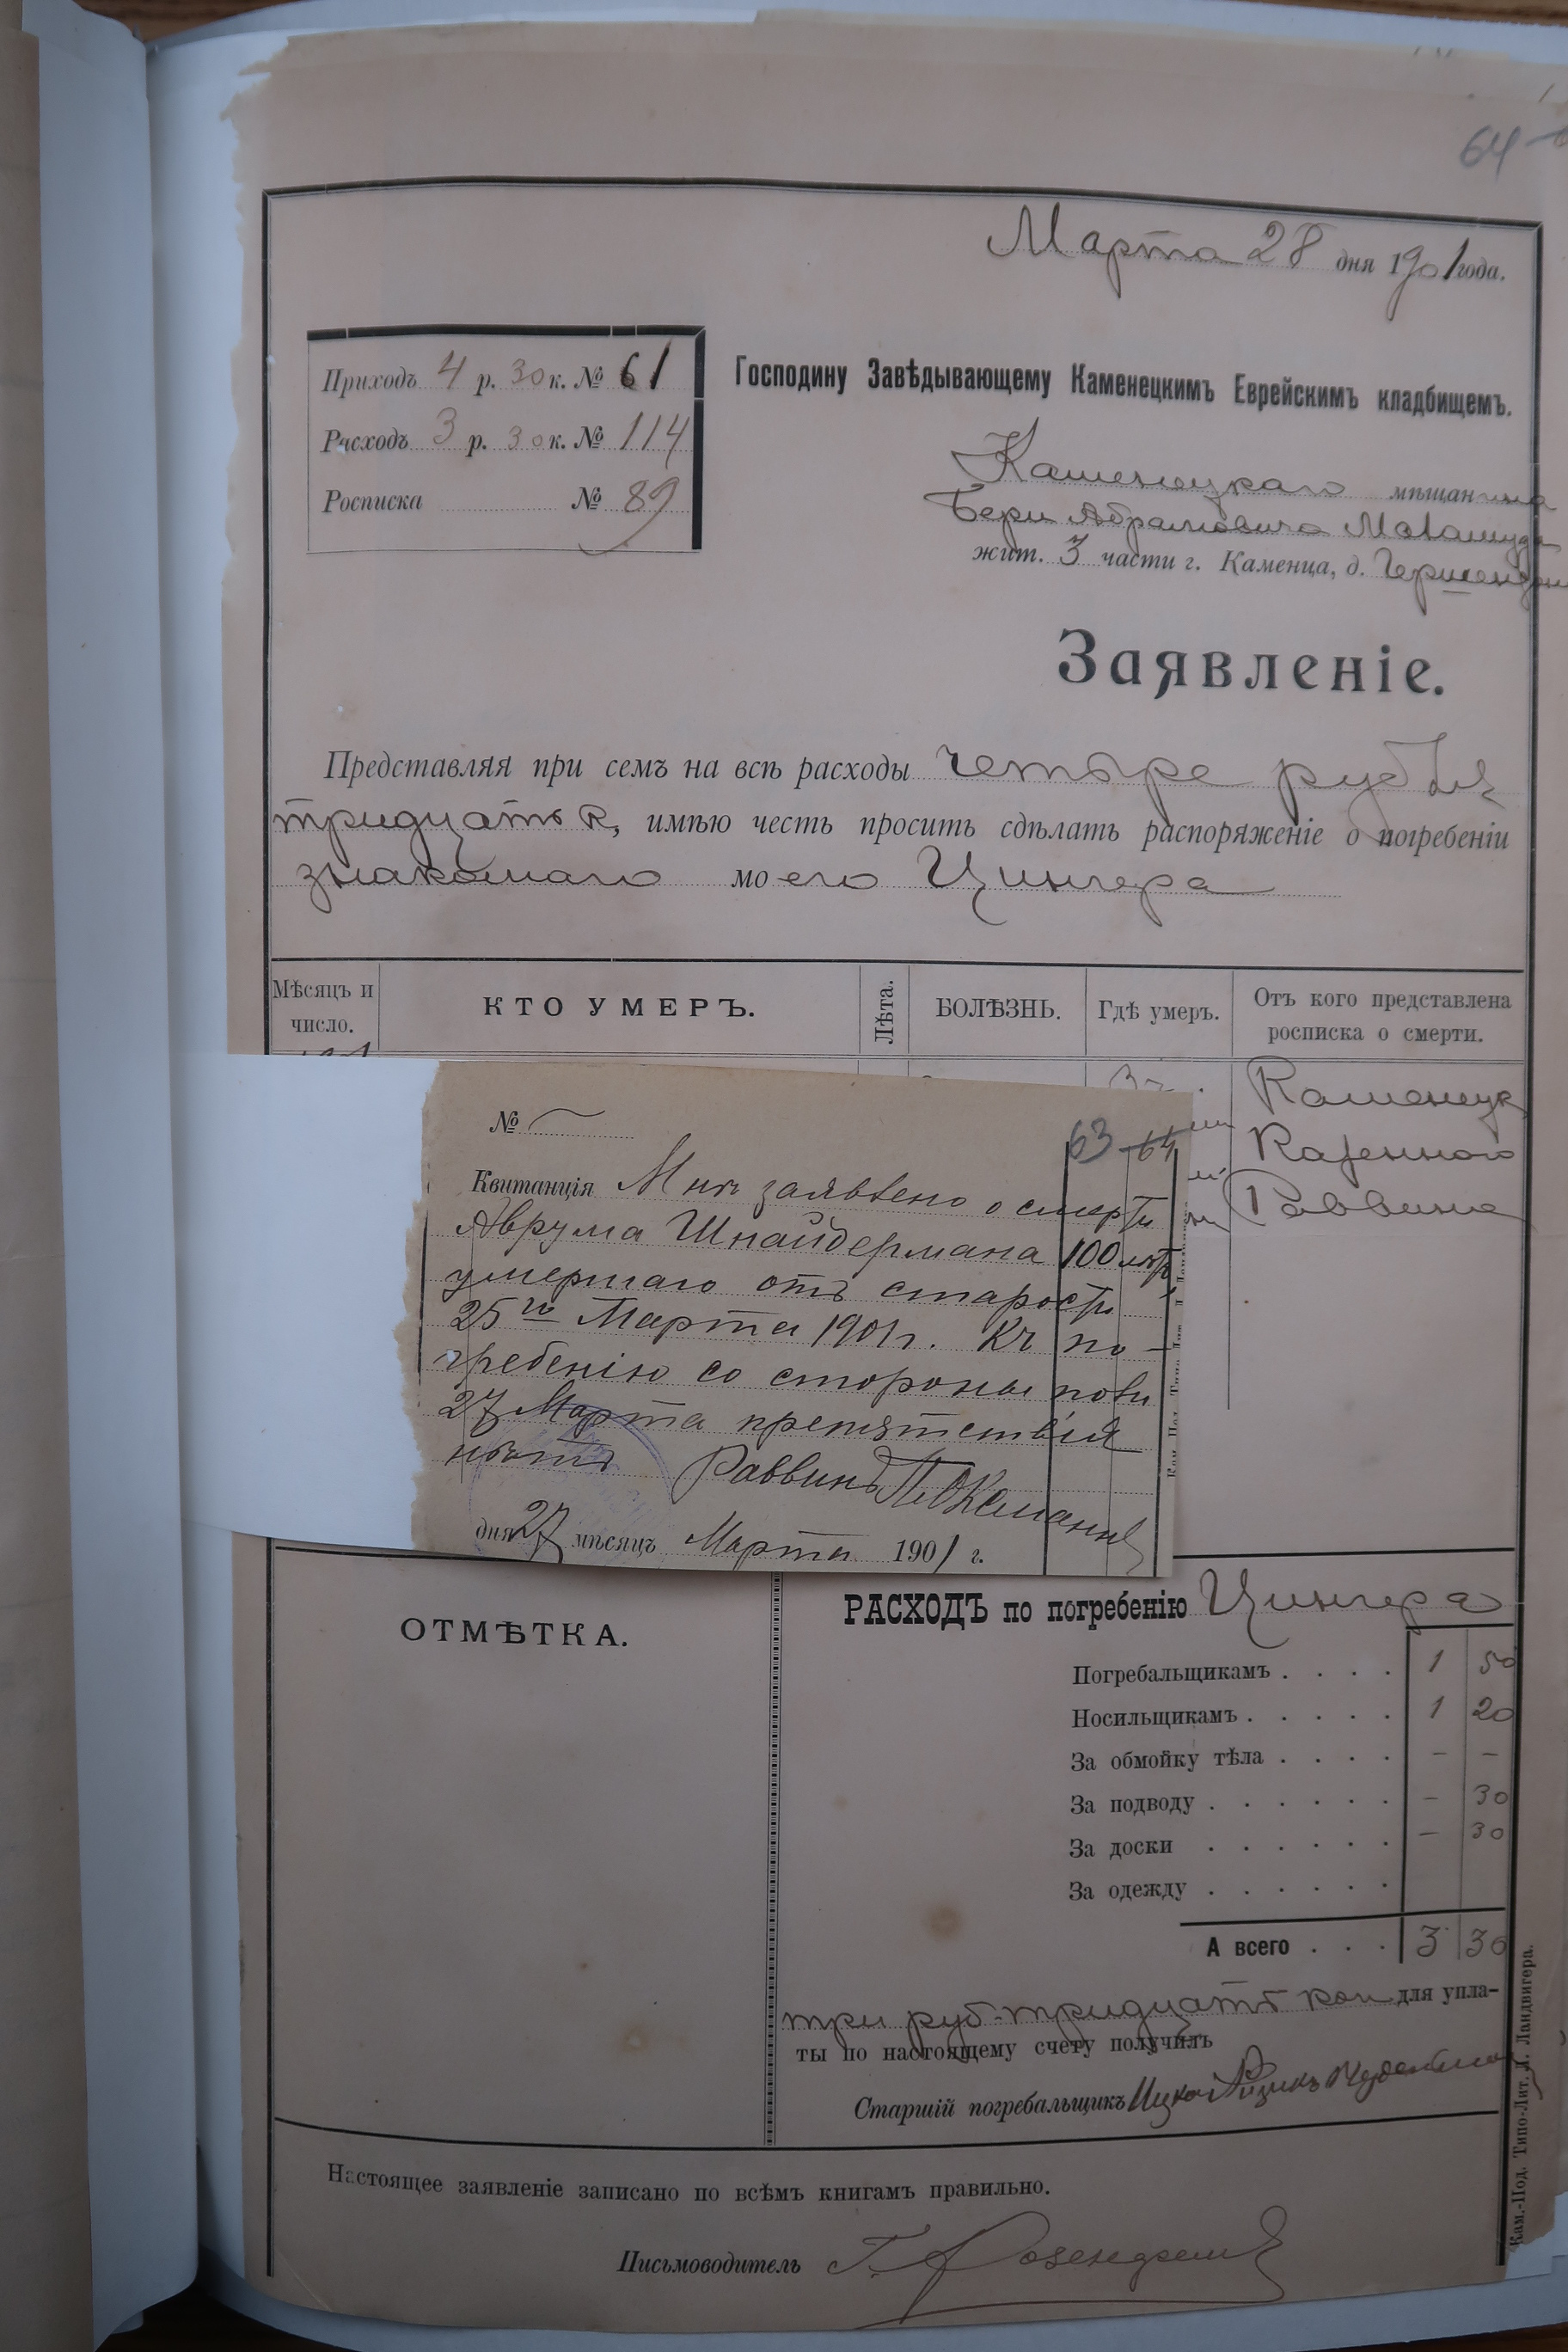 64
Марта 28 дня 1901 года.
Приходъ 4 р. 30 к. № 61
Расходъ 3 р. 30 к. № 114
Росписка № 89
Господину Завѣдывающему Каменецкимъ Еврейскимъ кладбищемъ.
Каменецкаго мѣщанина
Бери Абрамовича
жит. 3 части г. Каменца, д.
Заявленіе.
Представляя при семъ на всѣ расходы четыре рубля
тридцать к, имѣю честь просить сдѣлать распоряженіе о погребеніи
знакомаго моего Цингера
Мѣсяцъ и число.
КТО УМЕРЪ.
Лѣта.
БОЛѢЗНЬ.
Гдѣ умеръ.
Отъ кого представлена росписка о смерти.
Каменецк
Казеннаго
Раввина
№
63 64
Квитанція Мнѣ заявлено о смерти
Аврума Шнайдермана 100 лѣтъ
умершаго отъ старости
25го Марта 1901 г. Къ по-
гребенію со стороны
27 Марта препятствія
нѣтъ Раввинъ
дня 27 мѣсяцъ Марта 1901 г.
ОТМѢТКА.
РАСХОДЪ по погребенію Цингера
Погребальщикамъ . . . . 1 50
Носильщикамъ . . . . . 1 20
За обмойку тѣла . . . . - -
За подводу . . . . . . - 30
За доски . . . . . . - 30
За одежду . . . . . .
А всего . . . 3 30
три руб. тридцать коп для упла-
ты по настоящему счету получилъ
Старшій погребальщикъ
Настоящее заявленіе записано по всѣмъ книгамъ правильно.
Письмоводитель
Кам.-Под. Типо-Лит. Л. Ландвигера.